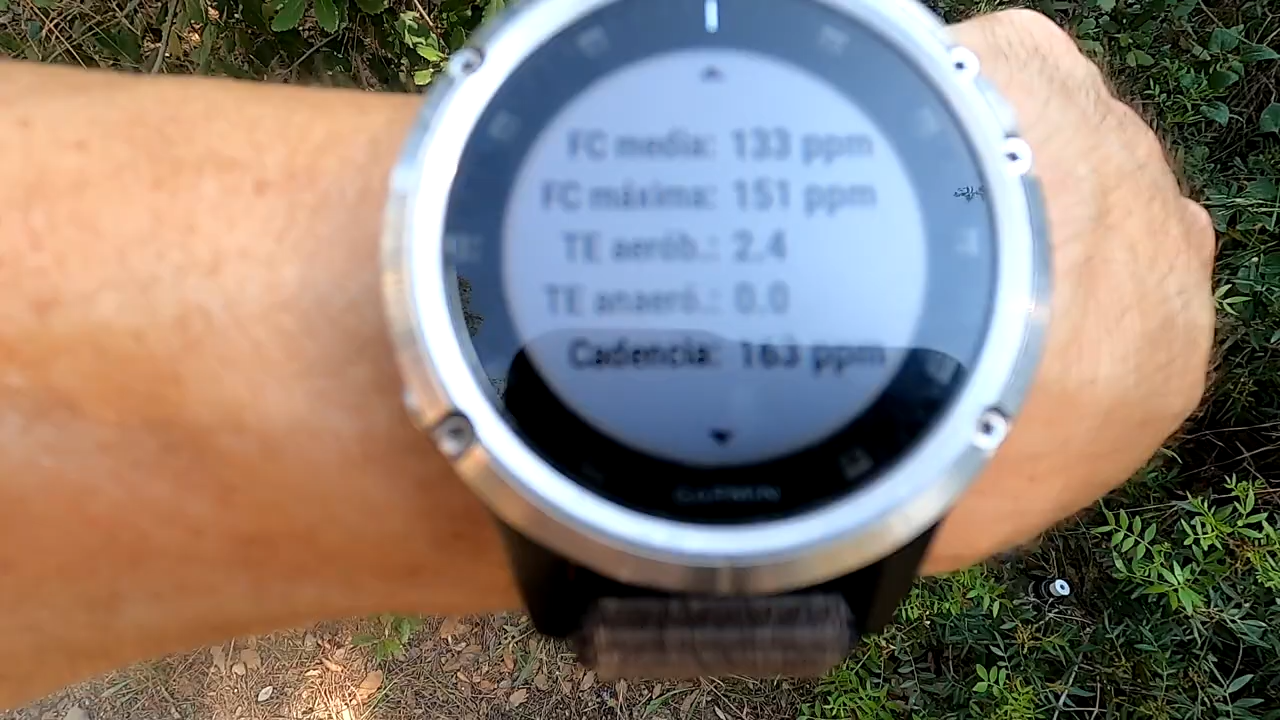 FC media: 133 ppm
FC máxima: 151 ppm
TE aerób.: 2.4
TE anaeró.: 0.0
Cadencia: 163 ppm
GARMIN